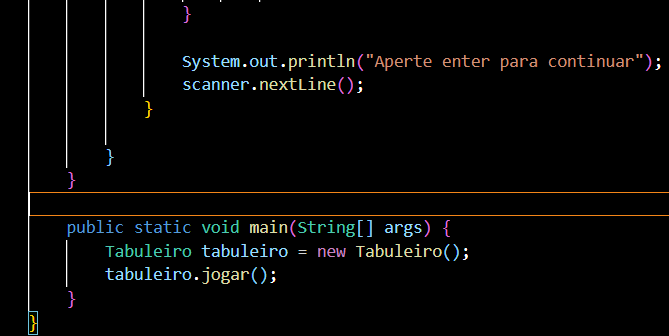 }
System.out.println("Aperte enter para continuar");
scanner.nextLine();
}
}
}
public static void main(String[] args) {
Tabuleiro tabuleiro = new Tabuleiro();
tabuleiro.jogar();
}
}